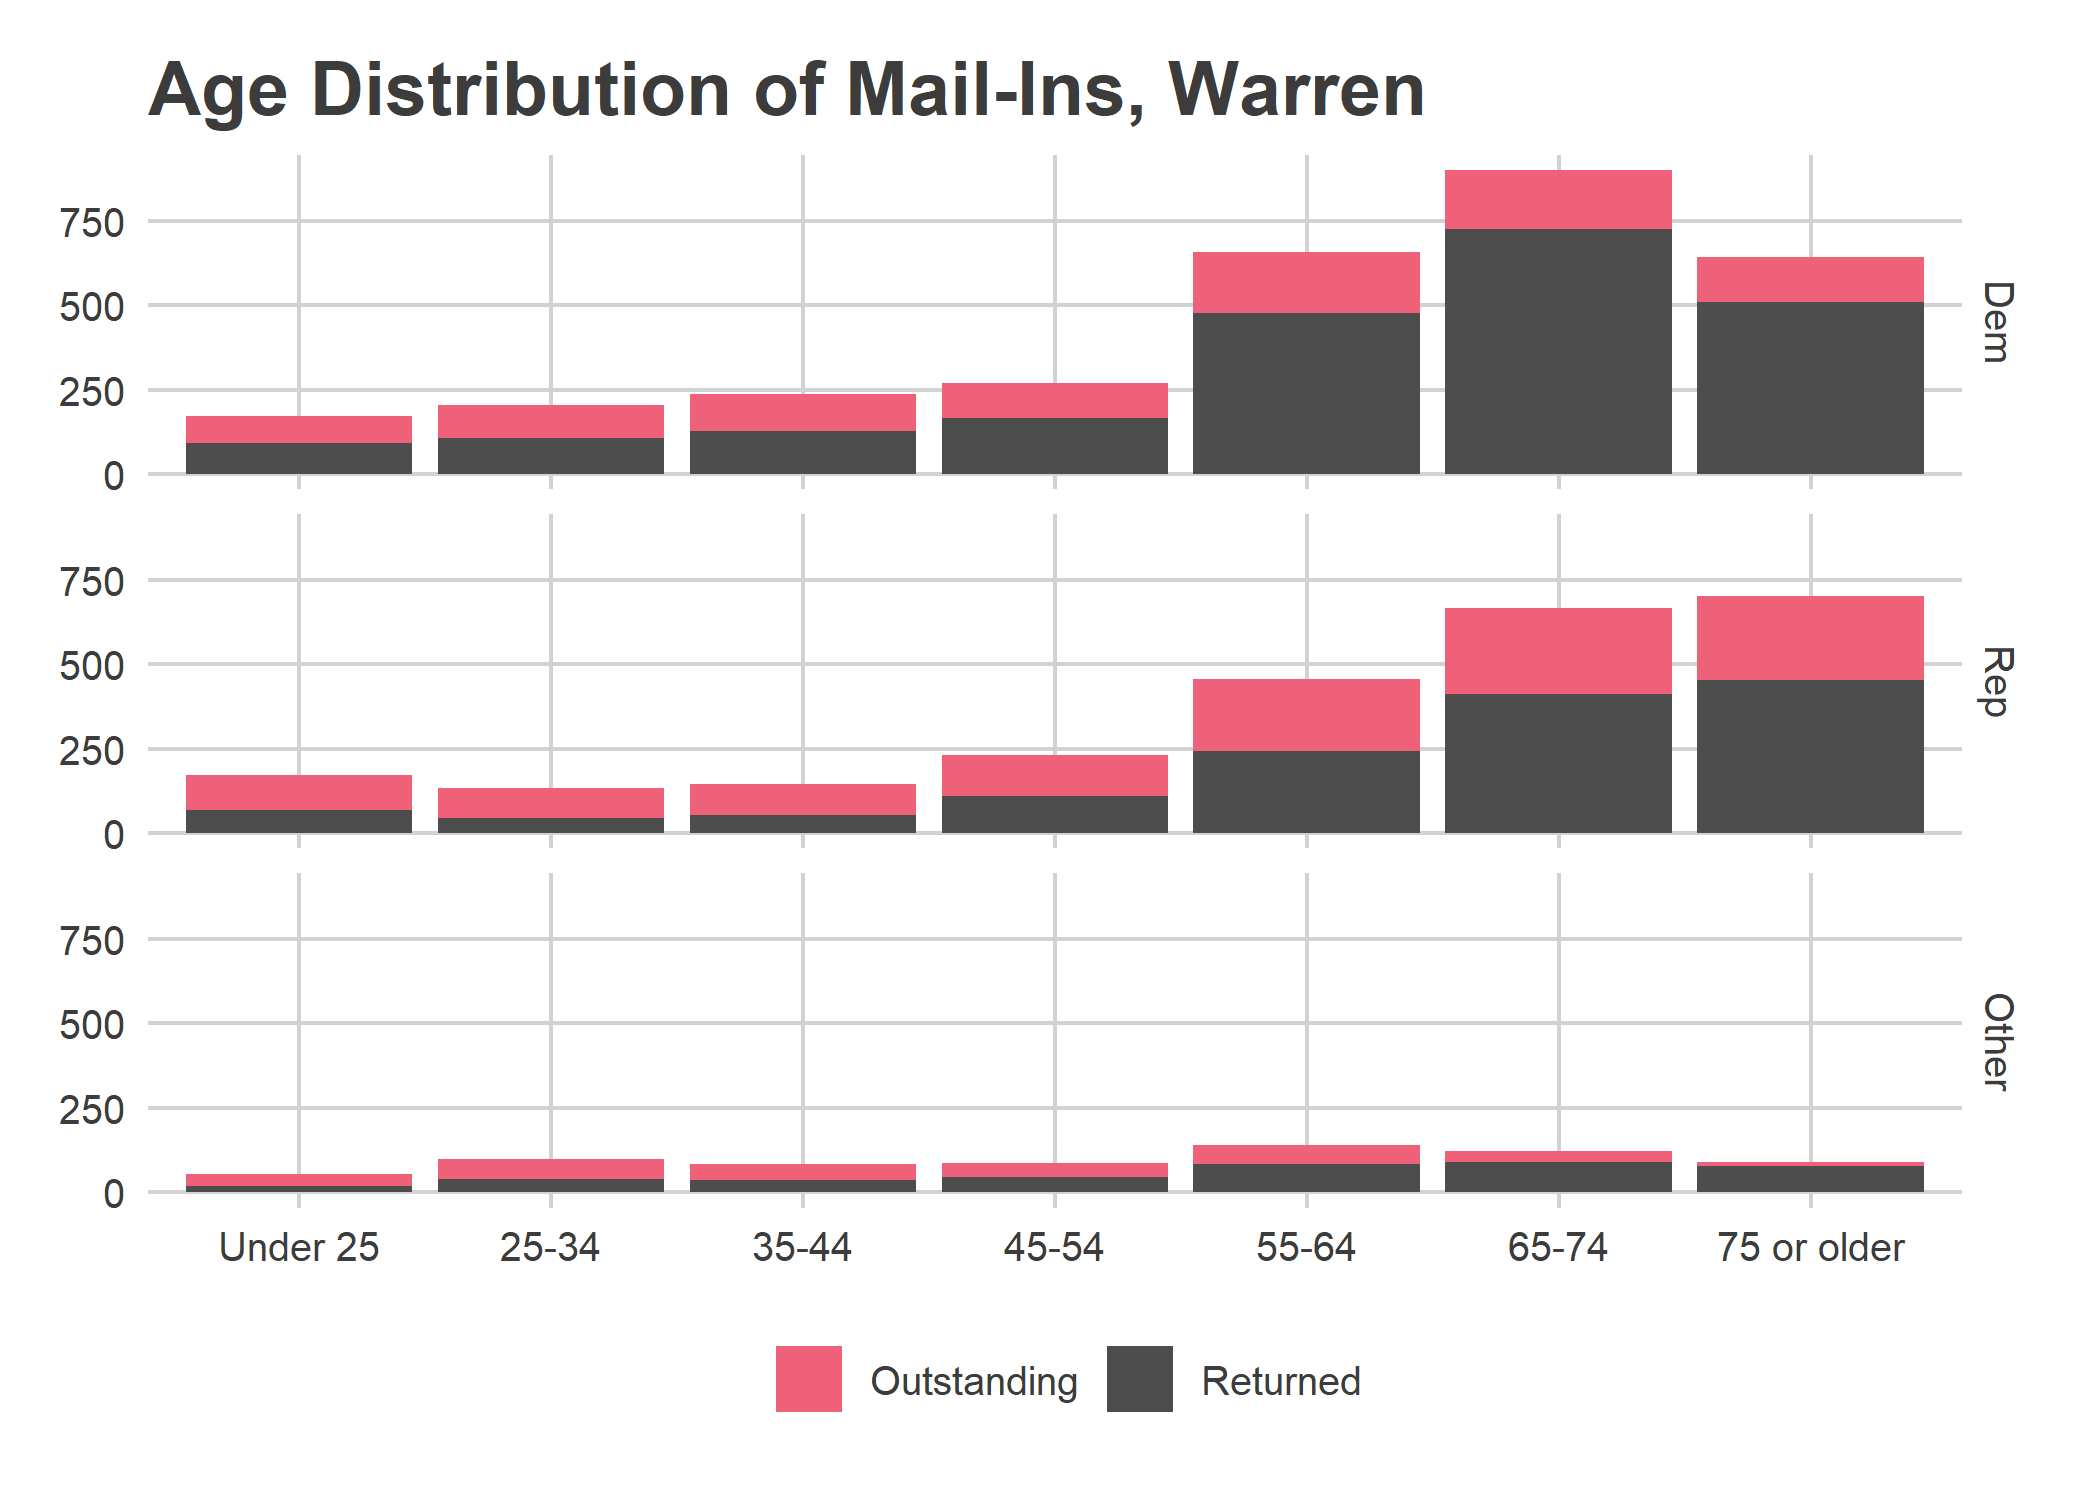 Age Distribution of Mail-Ins, Warren
750
500
250
0
Dem
750
500
250
0
Rep
750
500
250
0
Other
Under 25 25-34 35-44 45-54 55-64 65-74 75 or older
Outstanding Returned